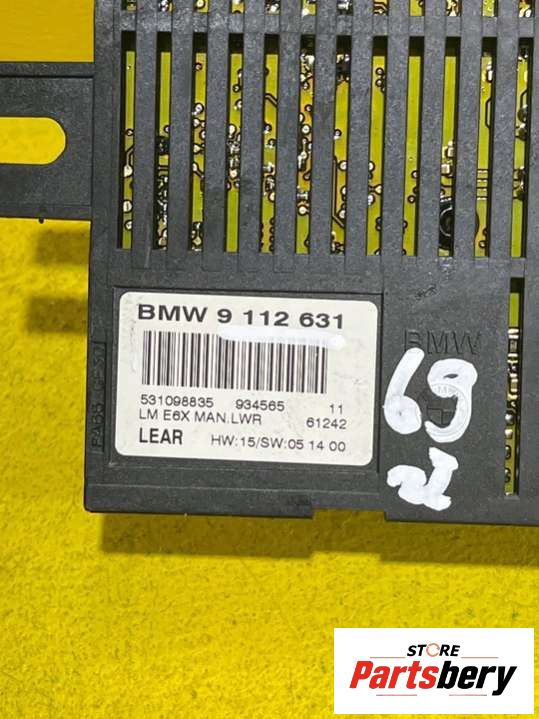 BMW 9 112 631
531098835 934565 11
LM E6X MAN.LWR 61242
LEAR HW:15/SW:05 14 00
BMW
69
STORE
Partsbery